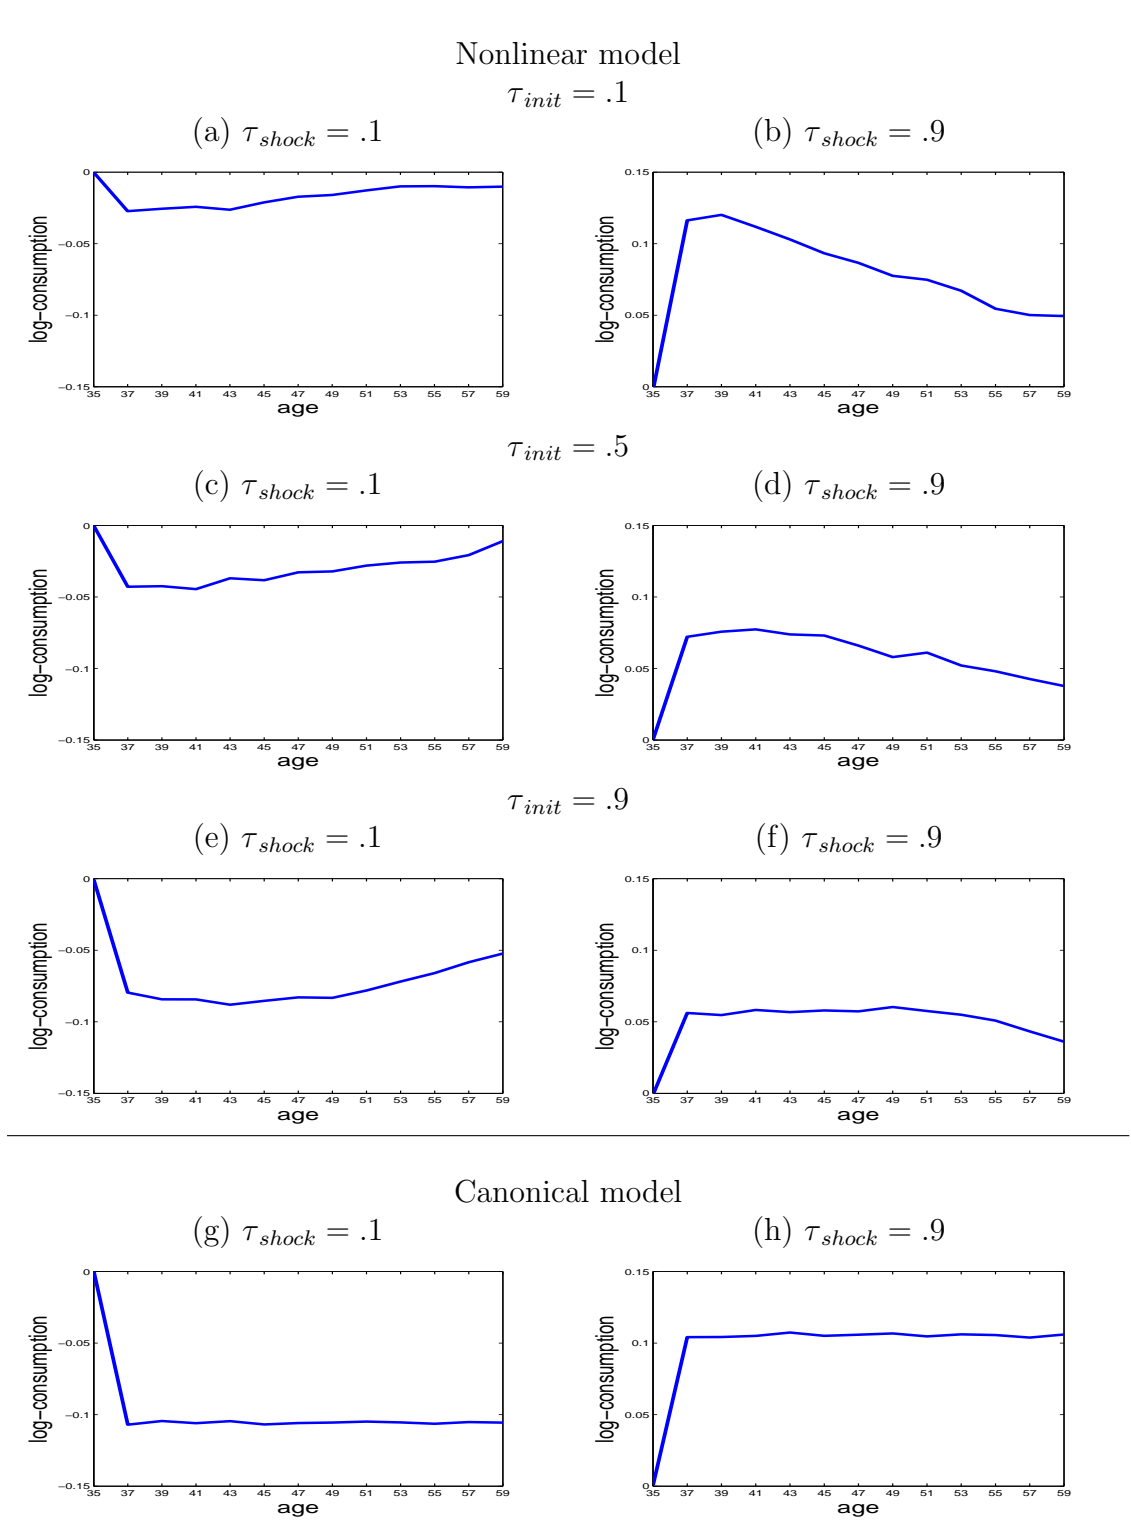 Nonlinear model
τ_init = .1
(a) τ_shock = .1
(b) τ_shock = .9
0
−0.05
−0.1
−0.15
log−consumption
35 37 39 41 43 45 47 49 51 53 55 57 59
age
0.15
0.1
0.05
0
log−consumption
35 37 39 41 43 45 47 49 51 53 55 57 59
age
τ_init = .5
(c) τ_shock = .1
(d) τ_shock = .9
0
−0.05
−0.1
−0.15
log−consumption
35 37 39 41 43 45 47 49 51 53 55 57 59
age
0.15
0.1
0.05
0
log−consumption
35 37 39 41 43 45 47 49 51 53 55 57 59
age
τ_init = .9
(e) τ_shock = .1
(f) τ_shock = .9
0
−0.05
−0.1
−0.15
log−consumption
35 37 39 41 43 45 47 49 51 53 55 57 59
age
0.15
0.1
0.05
0
log−consumption
35 37 39 41 43 45 47 49 51 53 55 57 59
age
Canonical model
(g) τ_shock = .1
(h) τ_shock = .9
0
−0.05
−0.1
−0.15
log−consumption
35 37 39 41 43 45 47 49 51 53 55 57 59
age
0.15
0.1
0.05
0
log−consumption
35 37 39 41 43 45 47 49 51 53 55 57 59
age